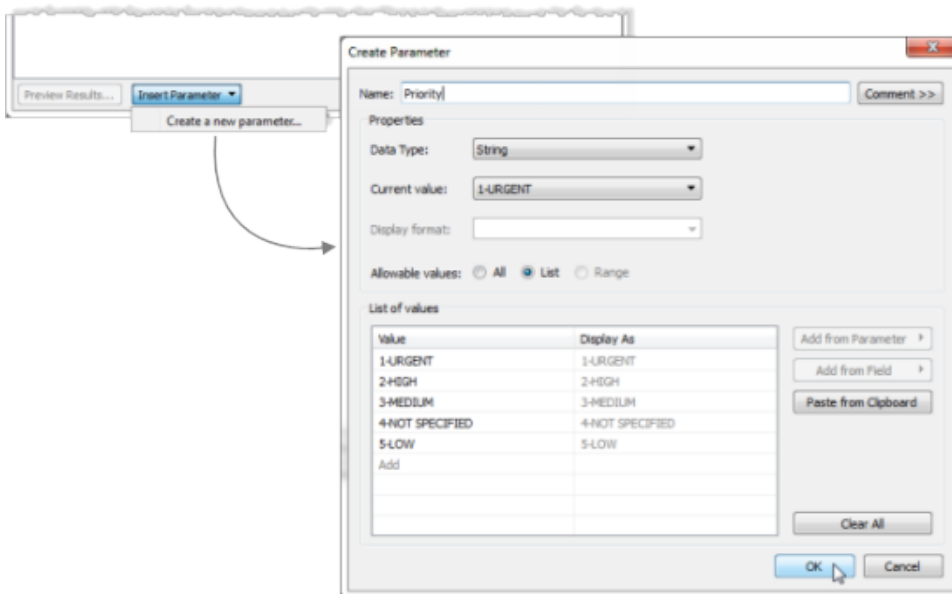 Create Parameter
Name: Priority Comment >>
Preview Results... Insert Parameter
Create a new parameter...
Properties
Data Type: String
Current value: 1-URGENT
Display format:
Allowable values: All List Range
List of values
Value Display As
1-URGENT 1-URGENT
2-HIGH 2-HIGH
3-MEDIUM 3-MEDIUM
4-NOT SPECIFIED 4-NOT SPECIFIED
5-LOW 5-LOW
Add
Add from Parameter
Add from Field
Paste from Clipboard
Clear All
OK Cancel